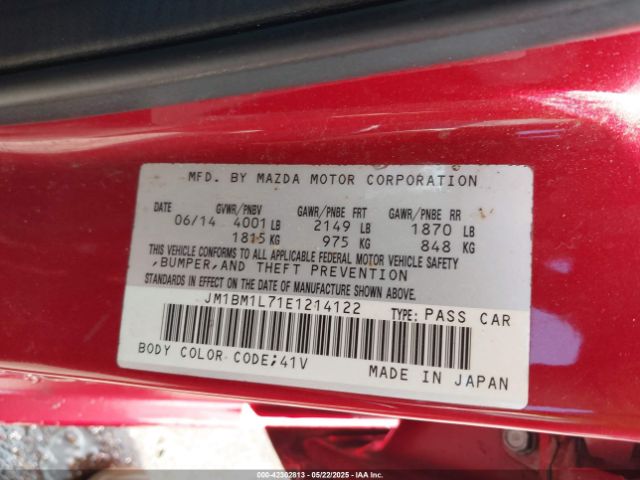 MFD. BY MAZDA MOTOR CORPORATION
DATE GVWR/PNBV GAWR/PNBE FRT GAWR/PNBE RR
06/14 4001 LB 2149 LB 1870 LB
1815 KG 975 KG 848 KG
THIS VEHICLE CONFORMS TO ALL APPLICABLE FEDERAL MOTOR VEHICLE SAFETY
,BUMPER,AND THEFT PREVENTION
STANDARDS IN EFFECT ON THE DATE OF MANUFACTURE SHOWN ABOVE.
JM1BM1L71E1214122 TYPE: PASS CAR
BODY COLOR CODE;41V MADE IN JAPAN
000-42302813 - 05/22/2025 - IAAI.COM